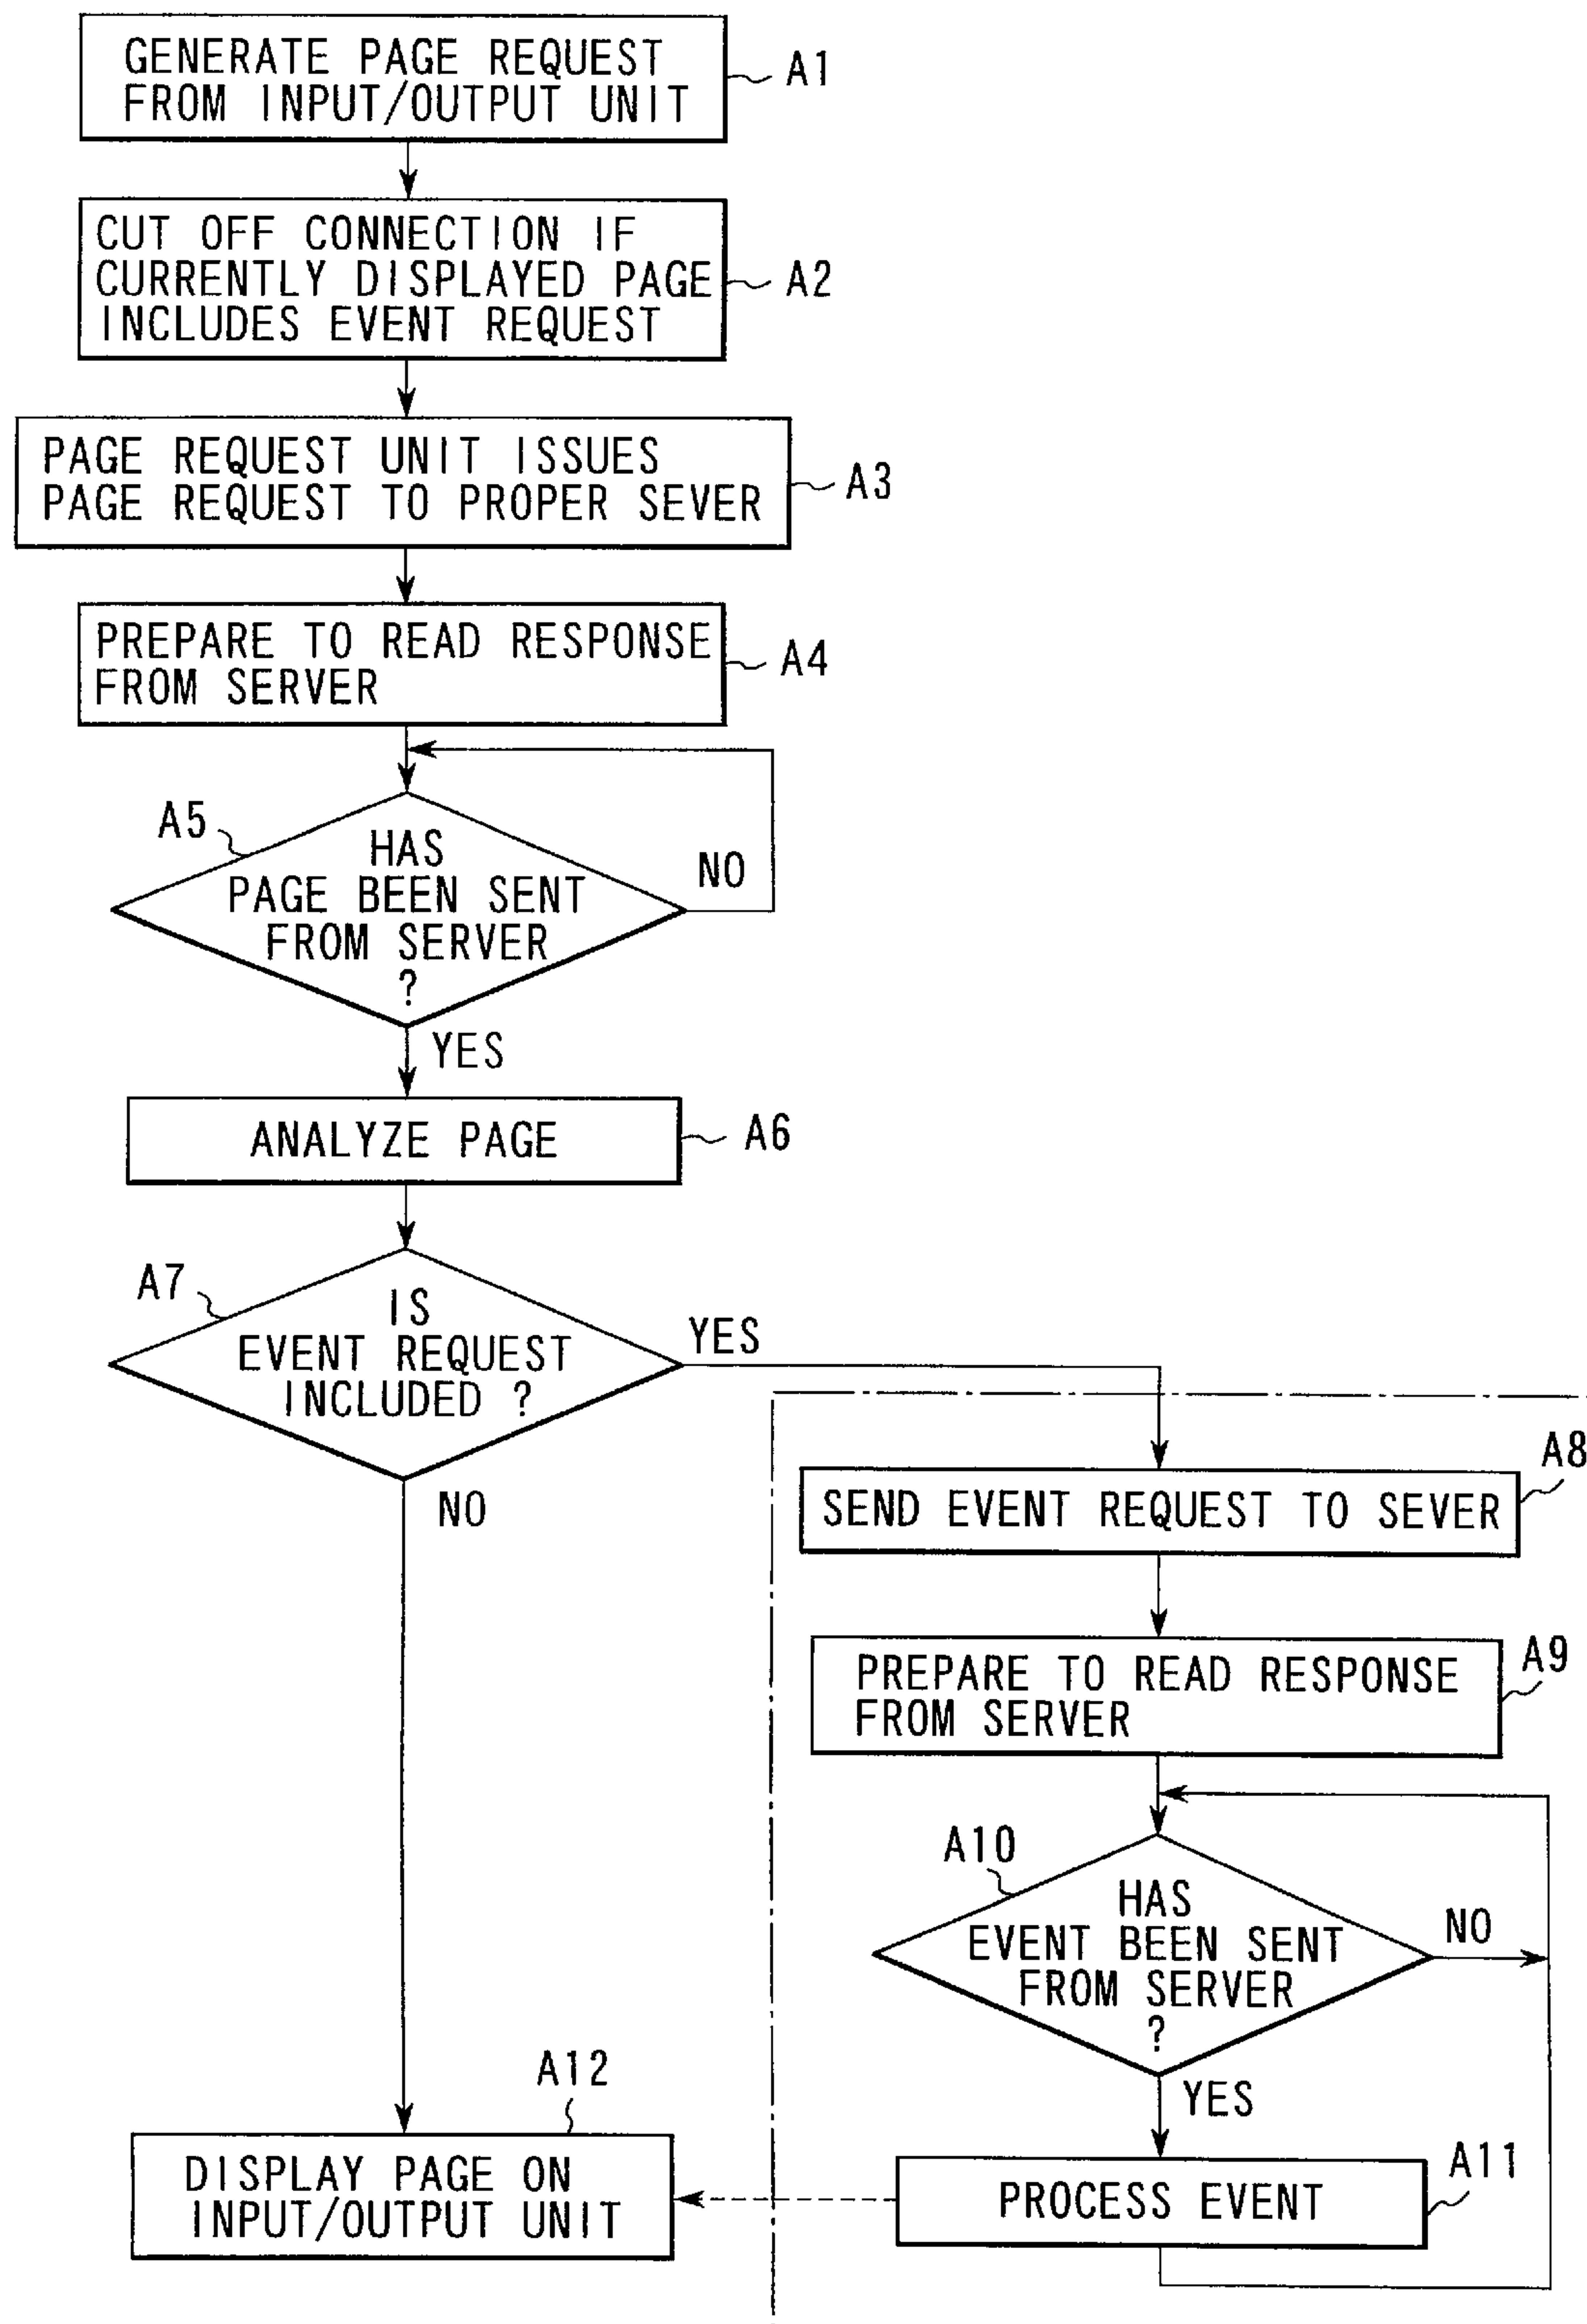 GENERATE PAGE REQUEST
FROM INPUT/OUTPUT UNIT
A1
CUT OFF CONNECTION IF
CURRENTLY DISPLAYED PAGE
INCLUDES EVENT REQUEST
A2
PAGE REQUEST UNIT ISSUES
PAGE REQUEST TO PROPER SEVER
A3
PREPARE TO READ RESPONSE
FROM SERVER
A4
A5
HAS
PAGE BEEN SENT
FROM SERVER
?
NO
YES
ANALYZE PAGE
A6
A7
IS
EVENT REQUEST
INCLUDED ?
YES
NO
A8
SEND EVENT REQUEST TO SEVER
A9
PREPARE TO READ RESPONSE
FROM SERVER
A10
HAS
EVENT BEEN SENT
FROM SERVER
?
NO
YES
A11
PROCESS EVENT
A12
DISPLAY PAGE ON
INPUT/OUTPUT UNIT